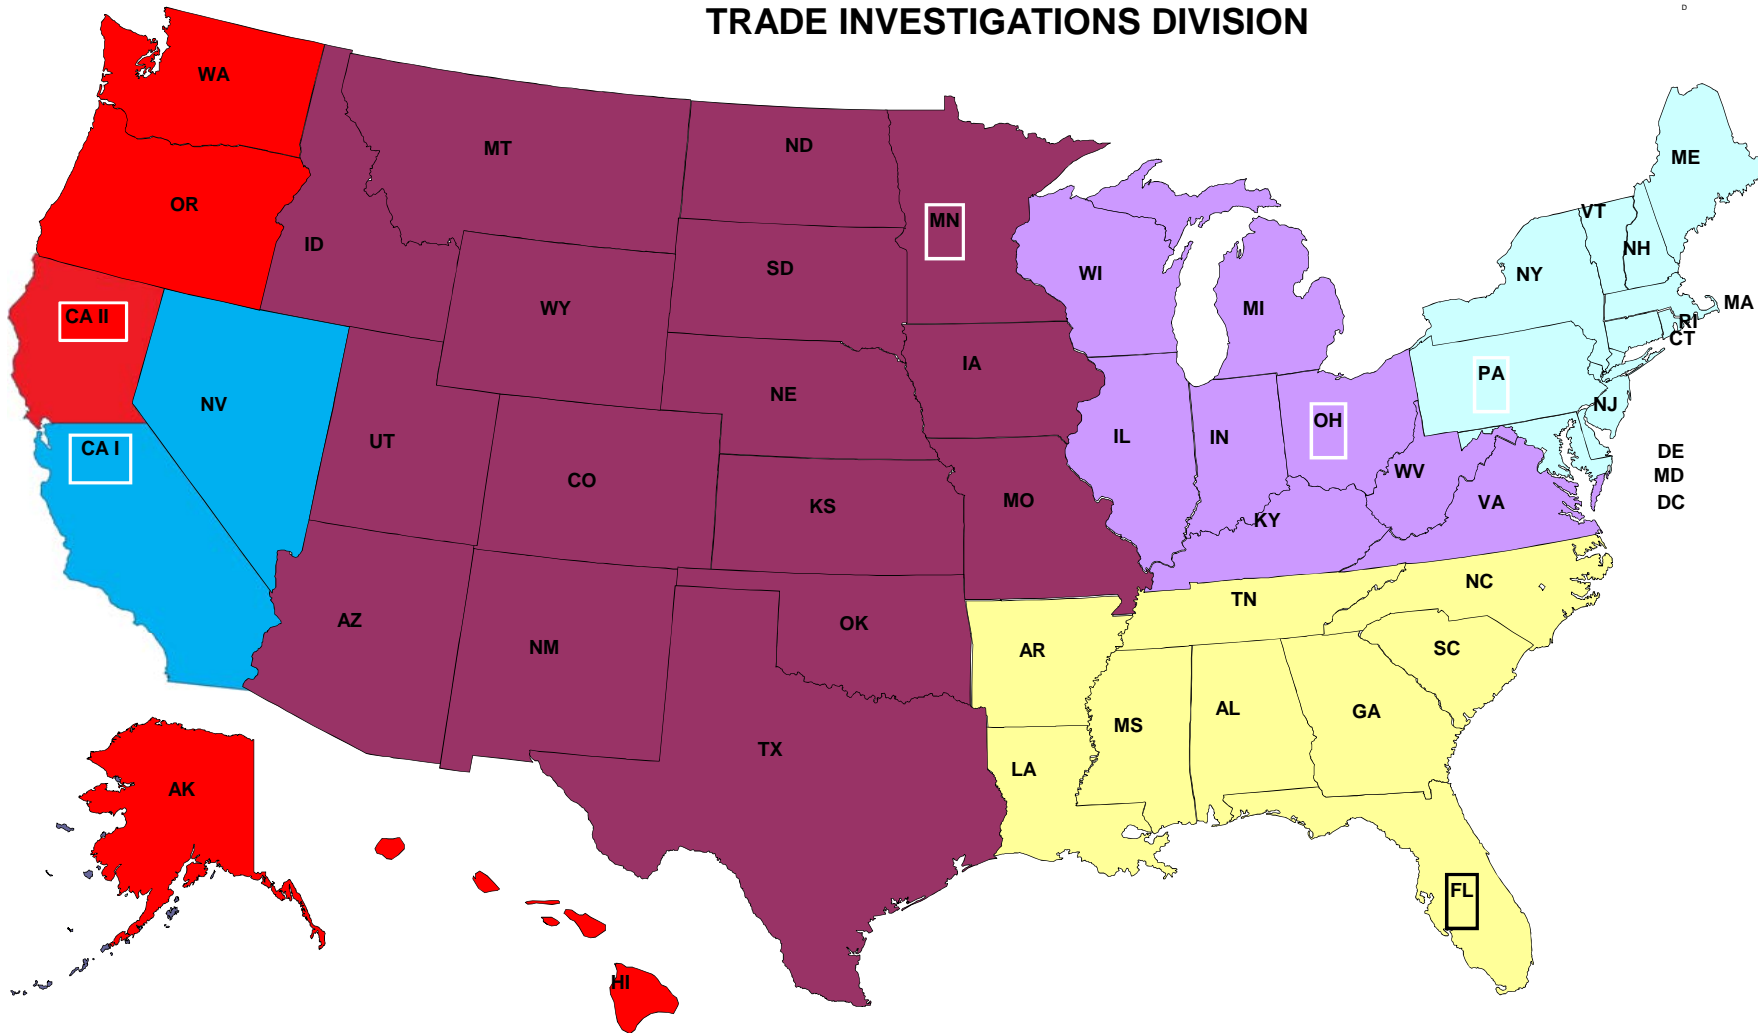 TRADE INVESTIGATIONS DIVISION
D
WA
MT
ND
ME
OR
ID
MN
VT
NH
SD
WI
NY
WY
MI
MA
CA II
RI
CT
IA
PA
NE
NV
NJ
OH
UT
IL
IN
CA I
DE
WV
MD
CO
KS
MO
VA
DC
KY
NC
TN
AZ
OK
NM
AR
SC
AL
GA
MS
TX
LA
AK
FL
HI